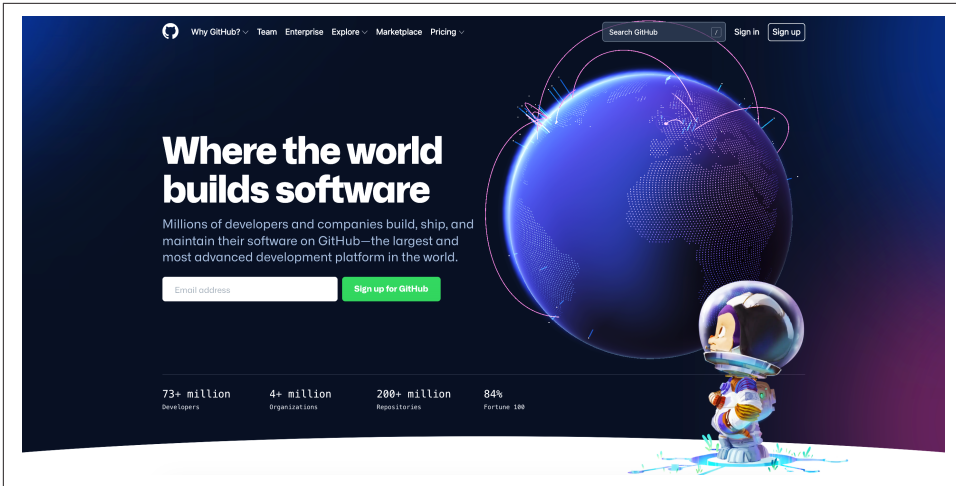 Why GitHub? Team Enterprise Explore Marketplace Pricing
Search GitHub /
Sign in Sign up
Where the world
builds software
Millions of developers and companies build, ship, and
maintain their software on GitHub—the largest and
most advanced development platform in the world.
Email address
Sign up for GitHub
73+ million
Developers
4+ million
Organizations
200+ million
Repositories
84%
Fortune 100